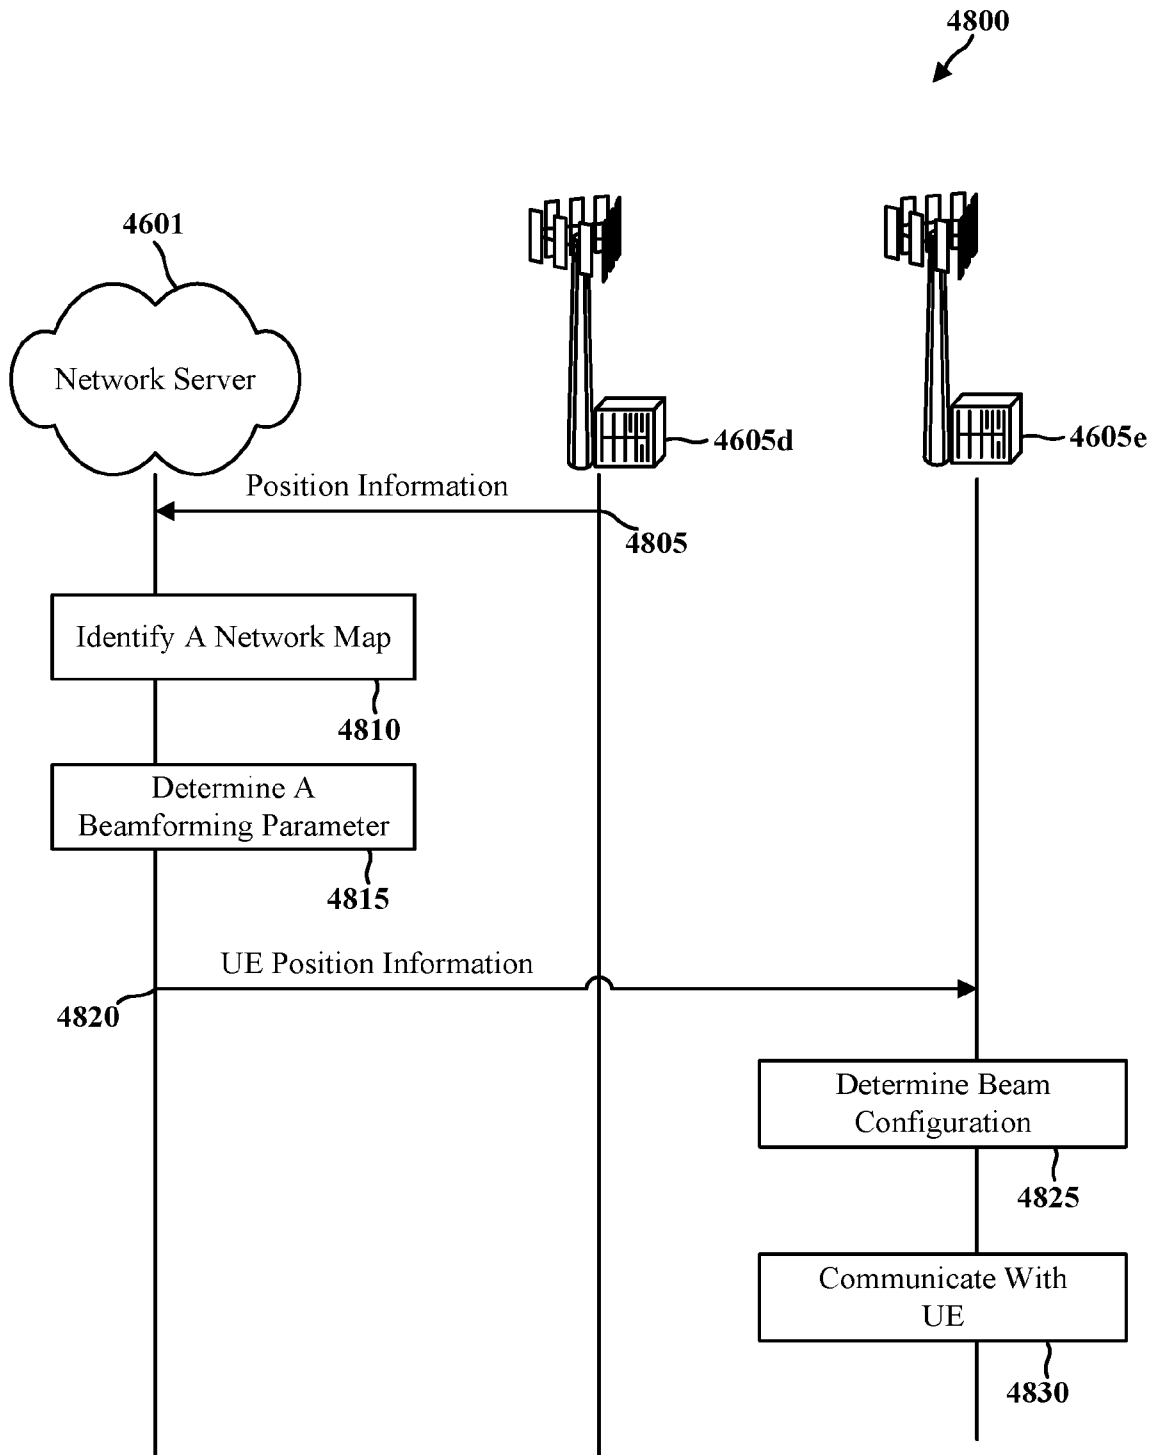 4800
4601
Network Server
4605d
4605e
Position Information
4805
Identify A Network Map
4810
Determine A
Beamforming Parameter
4815
UE Position Information
4820
Determine Beam
Configuration
4825
Communicate With
UE
4830